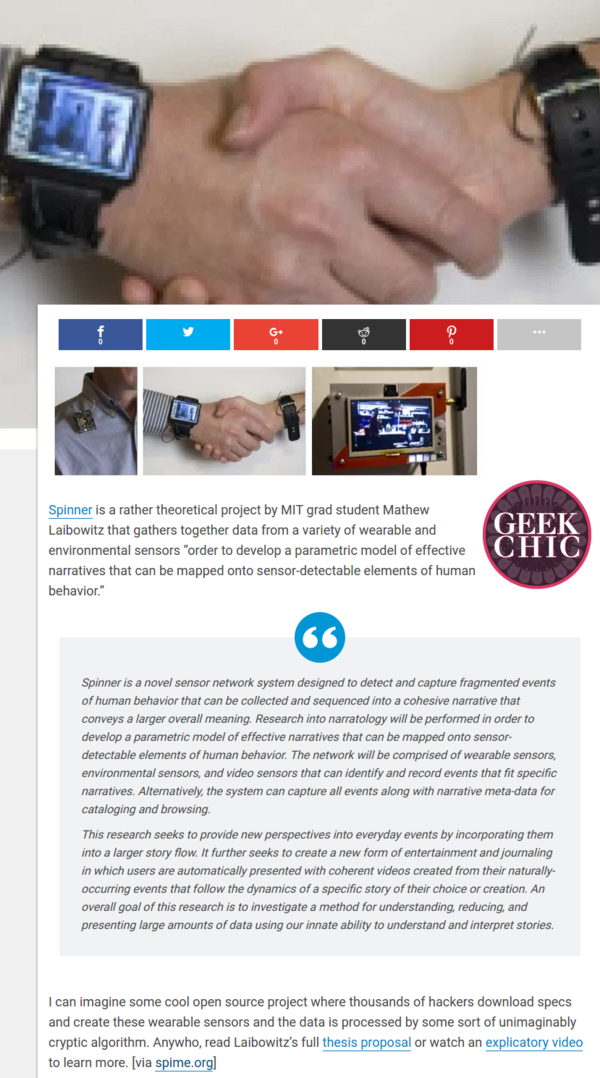 f
0
G+
0
0
0
...
Spinner is a rather theoretical project by MIT grad student Mathew
Laibowitz that gathers together data from a variety of wearable and
environmental sensors “order to develop a parametric model of effective
narratives that can be mapped onto sensor-detectable elements of human
behavior.”
GEEK
CHIC
Spinner is a novel sensor network system designed to detect and capture fragmented events
of human behavior that can be collected and sequenced into a cohesive narrative that
conveys a larger overall meaning. Research into narratology will be performed in order to
develop a parametric model of effective narratives that can be mapped onto sensor-
detectable elements of human behavior. The network will be comprised of wearable sensors,
environmental sensors, and video sensors that can identify and record events that fit specific
narratives. Alternatively, the system can capture all events along with narrative meta-data for
cataloging and browsing.
This research seeks to provide new perspectives into everyday events by incorporating them
into a larger story flow. It further seeks to create a new form of entertainment and journaling
in which users are automatically presented with coherent videos created from their naturally-
occurring events that follow the dynamics of a specific story of their choice or creation. An
overall goal of this research is to investigate a method for understanding, reducing, and
presenting large amounts of data using our innate ability to understand and interpret stories.
I can imagine some cool open source project where thousands of hackers download specs
and create these wearable sensors and the data is processed by some sort of unimaginably
cryptic algorithm. Anywho, read Laibowitz’s full thesis proposal or watch an explicatory video
to learn more. [via spime.org]